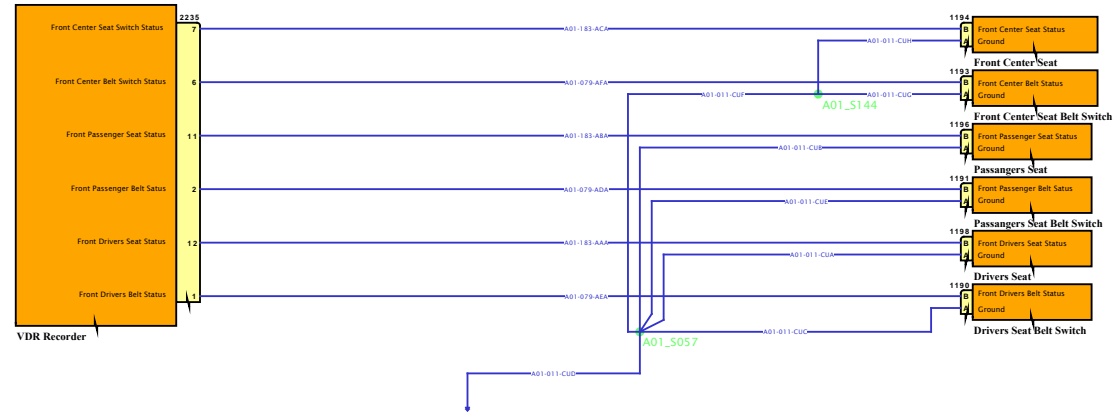 2235
1194
Front Center Seat Switch Status 7 A01-183-ACA B Front Center Seat Status
A01-011-CUH A Ground
Front Center Seat
1193
Front Center Belt Switch Status 6 A01-079-AFA B Front Center Belt Status
A01-011-CUF A01-011-CUG A Ground
A01_S144
Front Center Seat Belt Switch
1196
Front Passenger Seat Status 11 A01-183-ABA B Front Passenger Seat Status
A01-011-CUB A Ground
Passangers Seat
1191
Front Passenger Belt Satus 2 A01-079-ADA B Front Passenger Belt Satus
A01-011-CUE A Ground
Passangers Seat Belt Switch
1198
Front Drivers Seat Status 12 A01-183-AAA B Front Drivers Seat Status
A01-011-CUA A Ground
Drivers Seat
1190
Front Drivers Belt Status 1 A01-079-AEA B Front Drivers Belt Status
A Ground
VDR Recorder
A01-011-CUC
Drivers Seat Belt Switch
A01_S057
A01-011-CUD